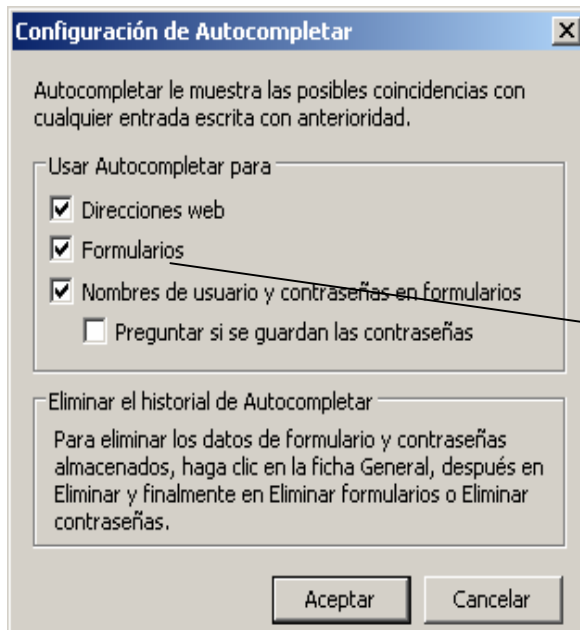 Configuración de Autocompletar
Autocompletar le muestra las posibles coincidencias con
cualquier entrada escrita con anterioridad.
Usar Autocompletar para
Direcciones web
Formularios
Nombres de usuario y contraseñas en formularios
Preguntar si se guardan las contraseñas
Eliminar el historial de Autocompletar
Para eliminar los datos de formulario y contraseñas
almacenados, haga clic en la ficha General, después en
Eliminar y finalmente en Eliminar formularios o Eliminar
contraseñas.
Aceptar
Cancelar